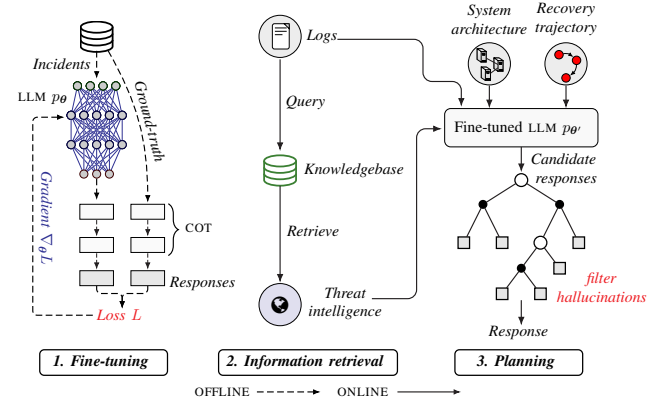 Incidents
LLM pθ
Ground-truth
Gradient ∇θL
COT
Responses
Loss L
1. Fine-tuning
Logs
Query
Knowledgebase
Retrieve
Threat
intelligence
2. Information retrieval
System
architecture
Recovery
trajectory
Fine-tuned LLM pθ′
Candidate
responses
filter
hallucinations
Response
3. Planning
OFFLINE
ONLINE